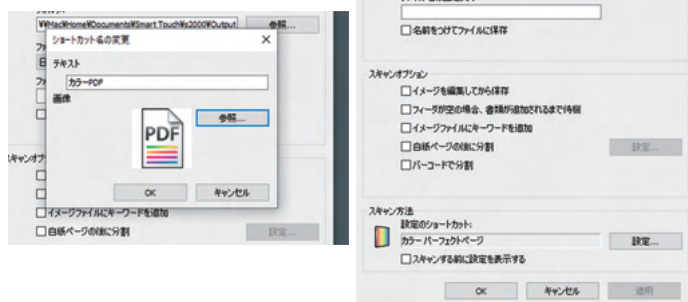 ¥¥Mac¥Home¥Documents¥Smart Touch¥s2000¥Output
参照...
ショートカット名の変更
テキスト
カラーPDF
画像
PDF
参照...
OK キャンセル
イメージファイルにキーワードを追加
白紙ページの後に分割
設定...
名前をつけてファイルに保存
スキャンオプション
イメージを編集してから保存
フィーダが空の場合、書類が追加されるまで待機
イメージファイルにキーワードを追加
白紙ページの後に分割
設定...
バーコードで分割
スキャン方法
設定のショートカット:
カラー パーフェクトページ
設定...
スキャンする前に設定を表示する
OK キャンセル 適用